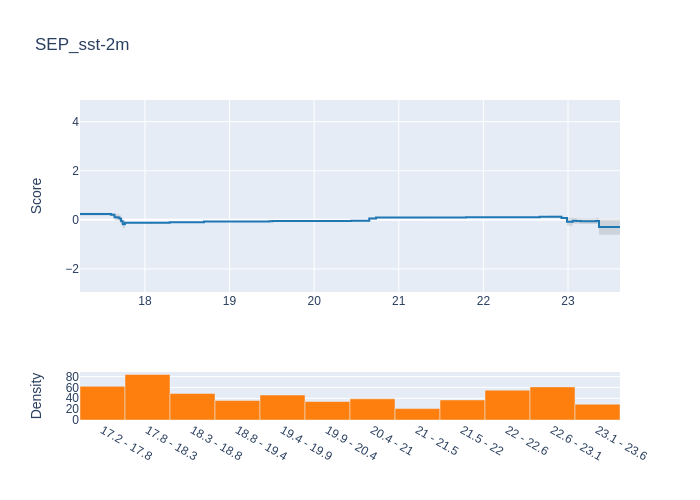 SEP_sst-2m
Score
4
2
0
−2
18 19 20 21 22 23
Density
80
60
40
20
0
17.2 - 17.8
17.8 - 18.3
18.3 - 18.8
18.8 - 19.4
19.4 - 19.9
19.9 - 20.4
20.4 - 21
21 - 21.5
21.5 - 22
22 - 22.6
22.6 - 23.1
23.1 - 23.6